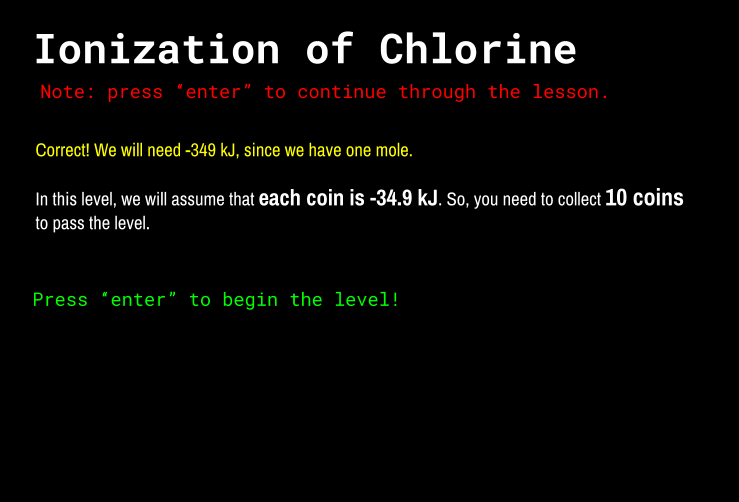 Ionization of Chlorine
Note: press “enter” to continue through the lesson.
Correct! We will need -349 kJ, since we have one mole.
In this level, we will assume that each coin is -34.9 kJ. So, you need to collect 10 coins
to pass the level.
Press “enter” to begin the level!